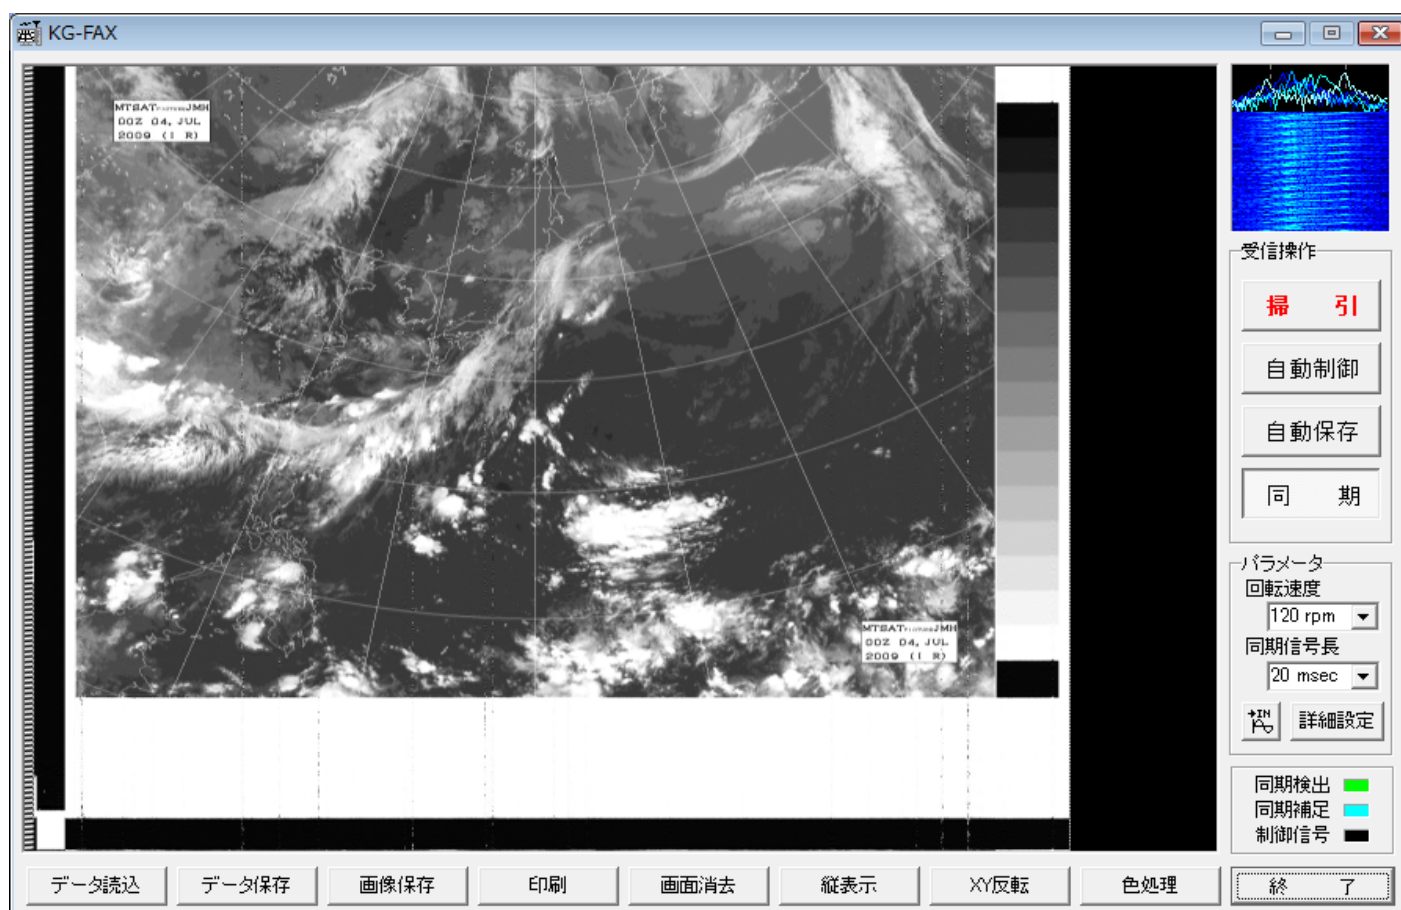 KG-FAX
MTSAT JMH
00Z 04, JUL
2009 (I R)
受信操作
掃 引
自動制御
自動保存
同 期
パラメータ
回転速度
120 rpm
同期信号長
20 msec
→IN
詳細設定
MTSAT JMH
00Z 04, JUL
2009 (I R)
同期検出
同期補足
制御信号
データ読込
データ保存
画像保存
印刷
画面消去
縦表示
XY反転
色処理
終 了